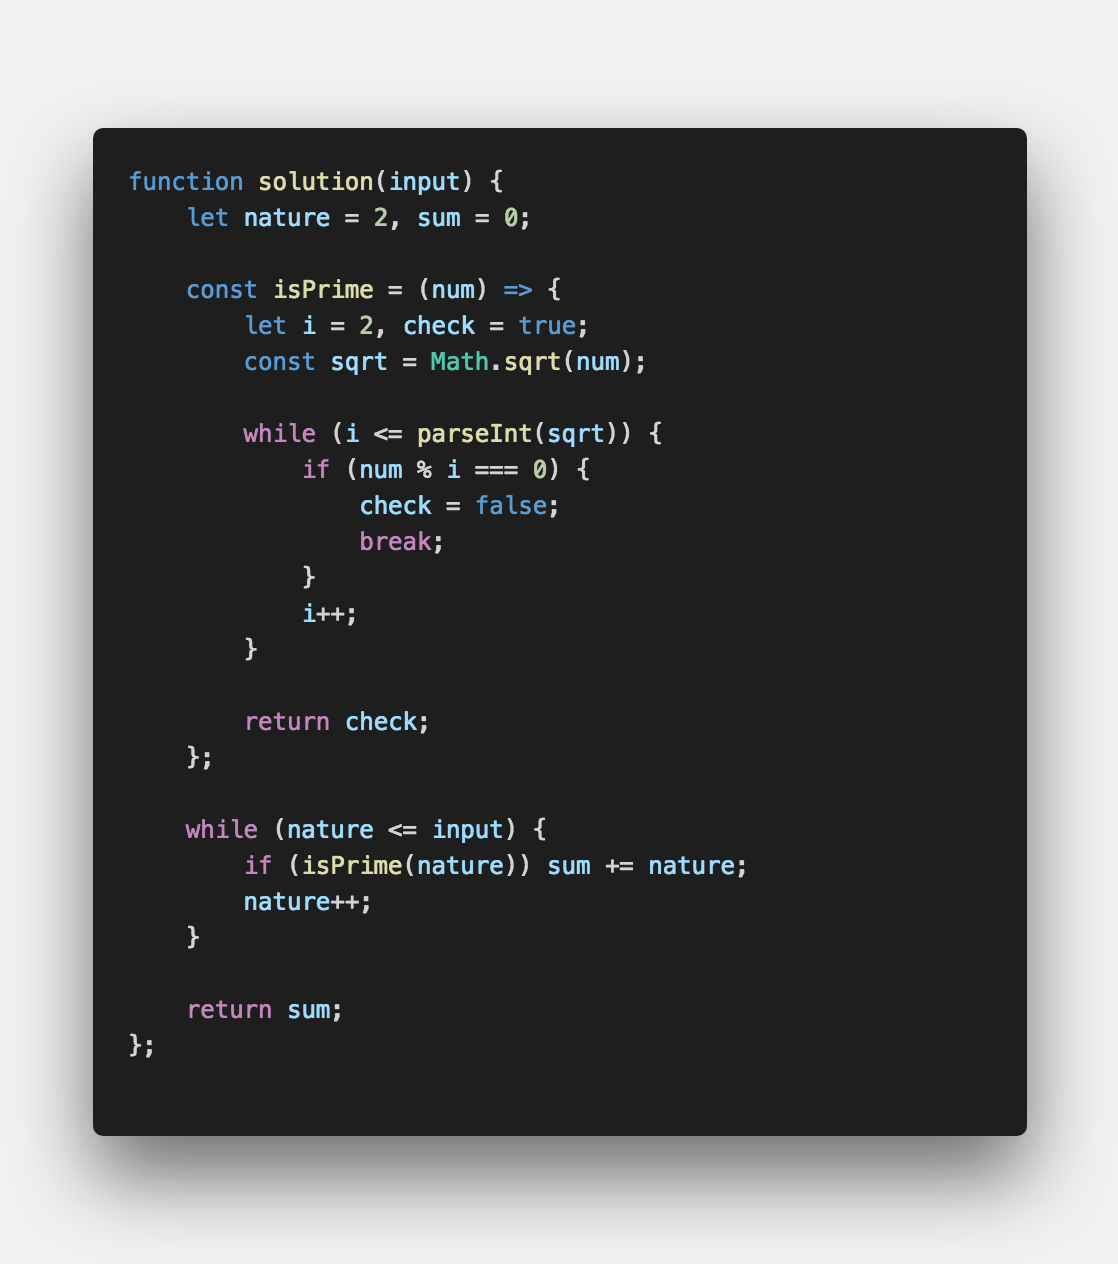 function solution(input) {
    let nature = 2, sum = 0;

    const isPrime = (num) => {
        let i = 2, check = true;
        const sqrt = Math.sqrt(num);

        while (i <= parseInt(sqrt)) {
            if (num % i === 0) {
                check = false;
                break;
            }
            i++;
        }

        return check;
    };

    while (nature <= input) {
        if (isPrime(nature)) sum += nature;
        nature++;
    }

    return sum;
};